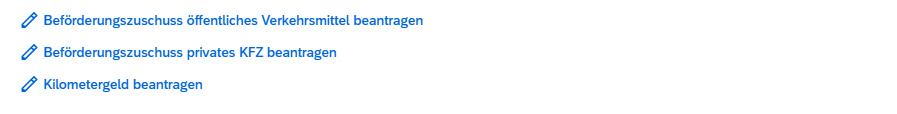 Beförderungszuschuss öffentliches Verkehrsmittel beantragen
Beförderungszuschuss privates KFZ beantragen
Kilometergeld beantragen